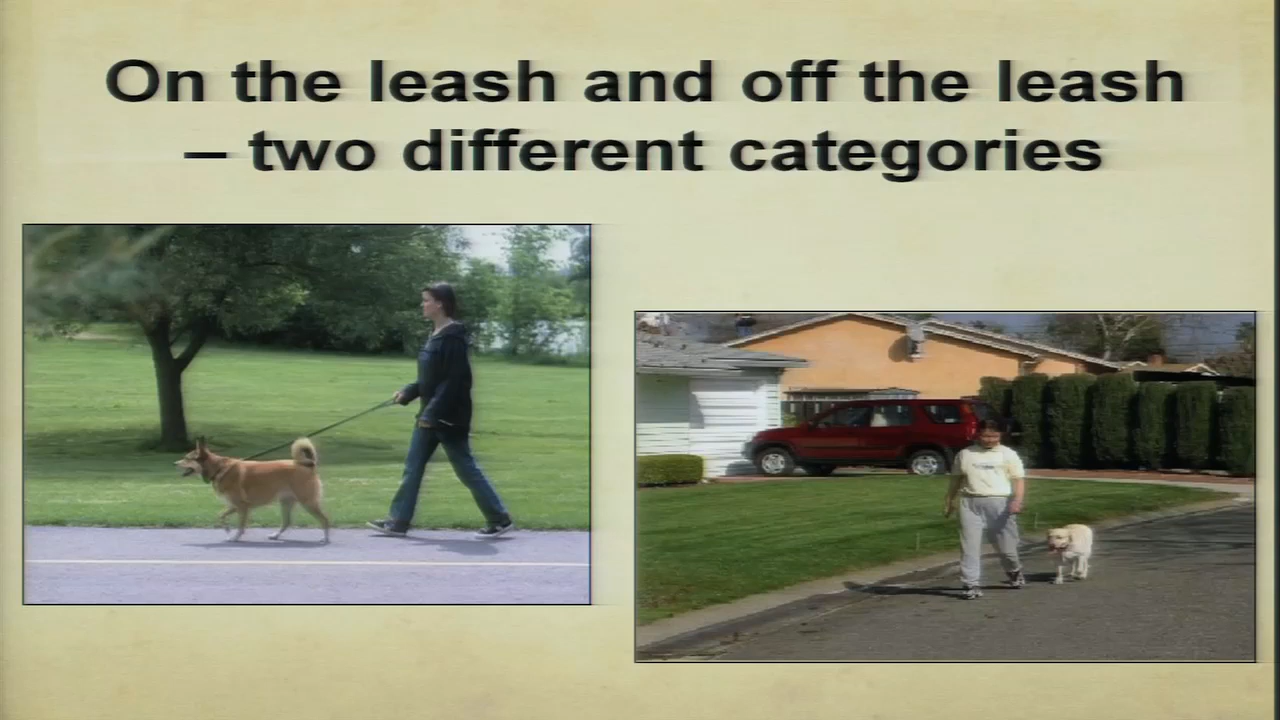 On the leash and off the leash
– two different categories